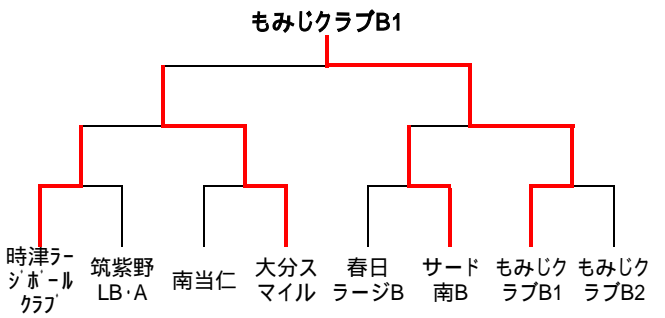 もみじクラブB1
時津ラー
ジボール
クラブ
筑紫野
LB・A
南当仁
大分ス
マイル
春日
ラージB
サード
南B
もみじク
ラブB1
もみじク
ラブB2